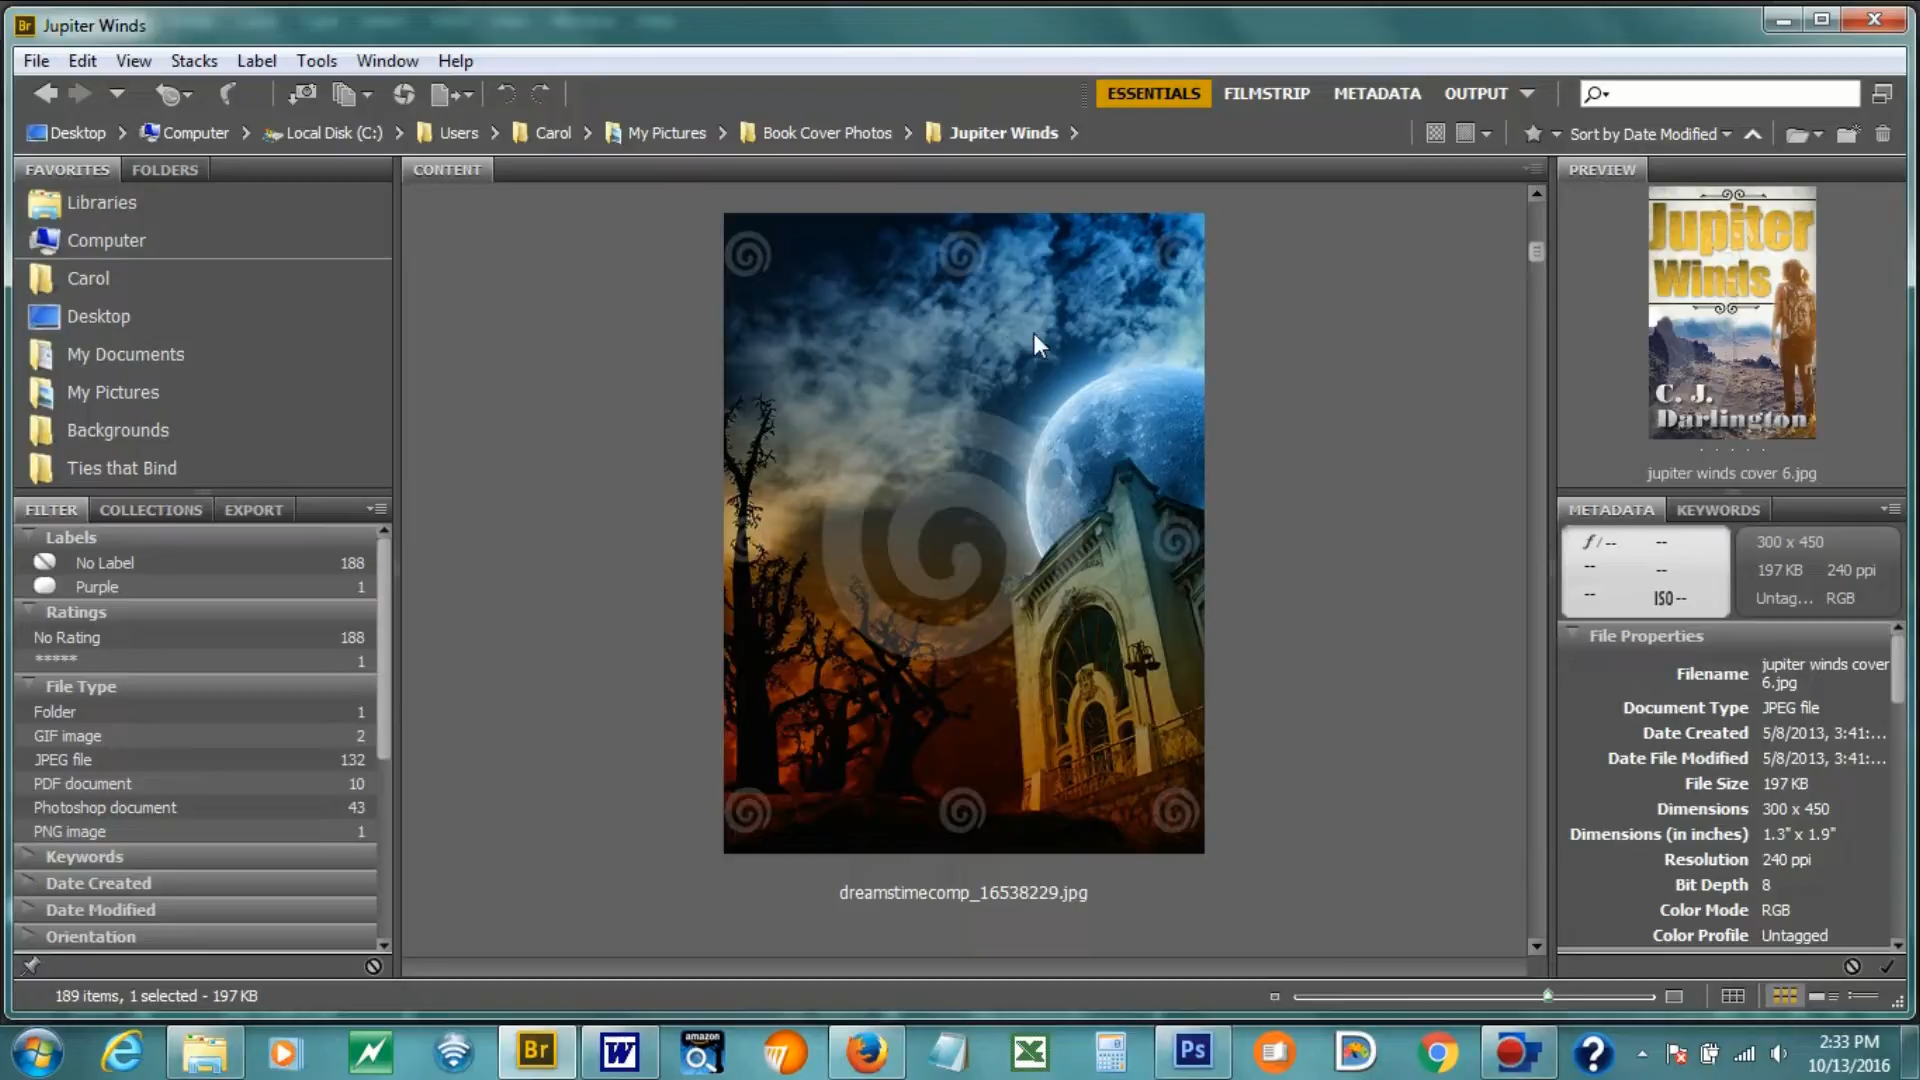 Br Jupiter Winds
File Edit View Stacks Label Tools Window Help
ESSENTIALS FILMSTRIP METADATA OUTPUT
Desktop Computer Local Disk (C:) Users Carol My Pictures Book Cover Photos Jupiter Winds
Sort by Date Modified
FAVORITES FOLDERS
Libraries
Computer
Carol
Desktop
My Documents
My Pictures
Backgrounds
Ties that Bind
FILTER COLLECTIONS EXPORT
Labels
No Label 188
Purple 1
Ratings
No Rating 188
***** 1
File Type
Folder 1
GIF image 2
JPEG file 132
PDF document 10
Photoshop document 43
PNG image 1
Keywords
Date Created
Date Modified
Orientation
CONTENT
dreamstimecomp_16538229.jpg
PREVIEW
Jupiter
Winds
C. J.
Darlington
jupiter winds cover 6.jpg
METADATA KEYWORDS
f/-- --
-- --
-- ISO --
300 x 450
197 KB 240 ppi
Untag... RGB
File Properties
Filename jupiter winds cover
6.jpg
Document Type JPEG file
Date Created 5/8/2013, 3:41:...
Date File Modified 5/8/2013, 3:41:...
File Size 197 KB
Dimensions 300 x 450
Dimensions (in inches) 1.3" x 1.9"
Resolution 240 ppi
Bit Depth 8
Color Mode RGB
Color Profile Untagged
189 items, 1 selected - 197 KB
Br W amazon Ps
2:33 PM
10/13/2016